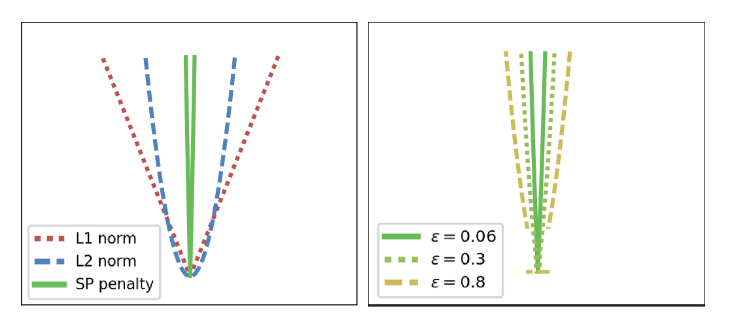 L1 norm
L2 norm
SP penalty
ε = 0.06
ε = 0.3
ε = 0.8